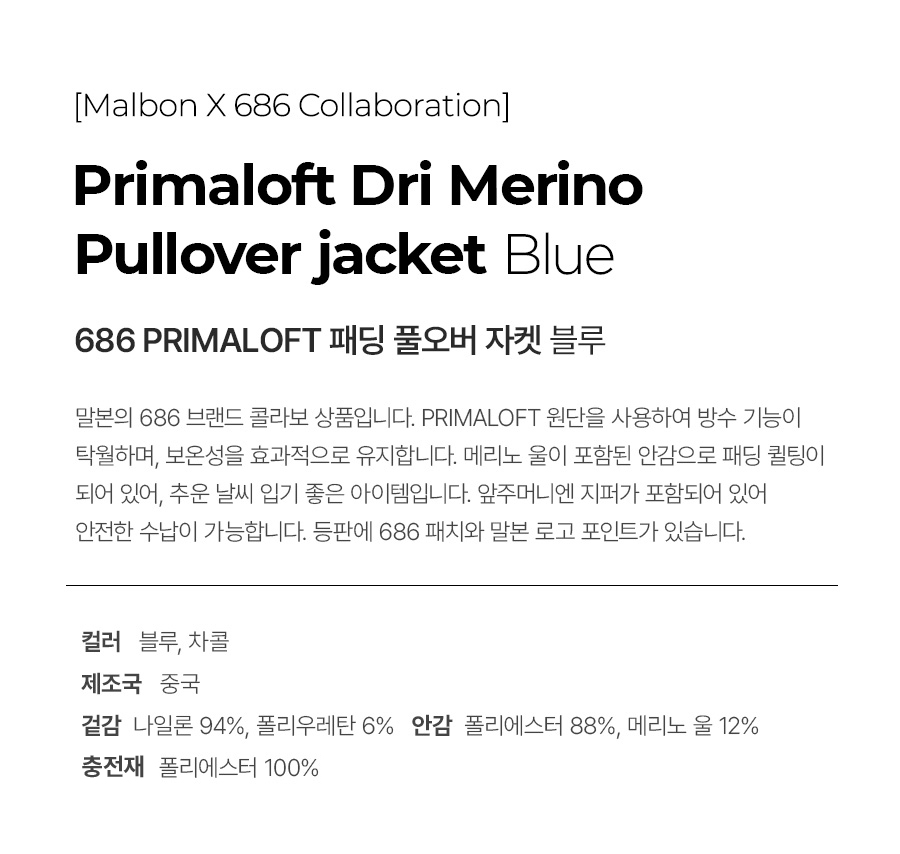 [Malbon X 686 Collaboration]
Primaloft Dri Merino
Pullover jacket Blue
686 PRIMALOFT 패딩 풀오버 자켓 블루
말본의 686 브랜드 콜라보 상품입니다. PRIMALOFT 원단을 사용하여 방수 기능이
탁월하며, 보온성을 효과적으로 유지합니다. 메리노 울이 포함된 안감으로 패딩 퀼팅이
되어 있어, 추운 날씨 입기 좋은 아이템입니다. 앞주머니엔 지퍼가 포함되어 있어
안전한 수납이 가능합니다. 등판에 686 패치와 말본 로고 포인트가 있습니다.
컬러 블루, 차콜
제조국 중국
겉감 나일론 94%, 폴리우레탄 6% 안감 폴리에스터 88%, 메리노 울 12%
충전재 폴리에스터 100%